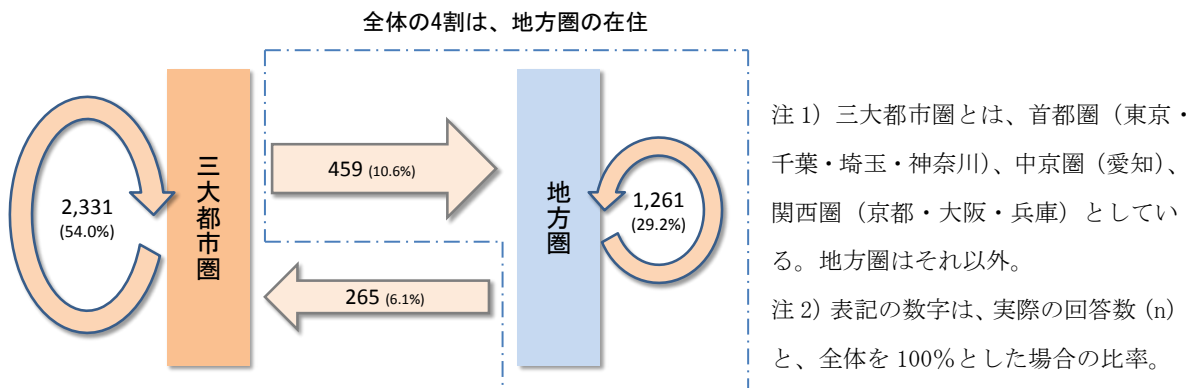 全体の4割は、地方圏の在住
三大都市圏
2,331
(54.0%)
459 (10.6%)
265 (6.1%)
地方圏
1,261
(29.2%)
注 1）三大都市圏とは、首都圏（東京・
千葉・埼玉・神奈川）、中京圏（愛知）、
関西圏（京都・大阪・兵庫）としてい
る。地方圏はそれ以外。
注 2）表記の数字は、実際の回答数（n）
と、全体を 100％とした場合の比率。